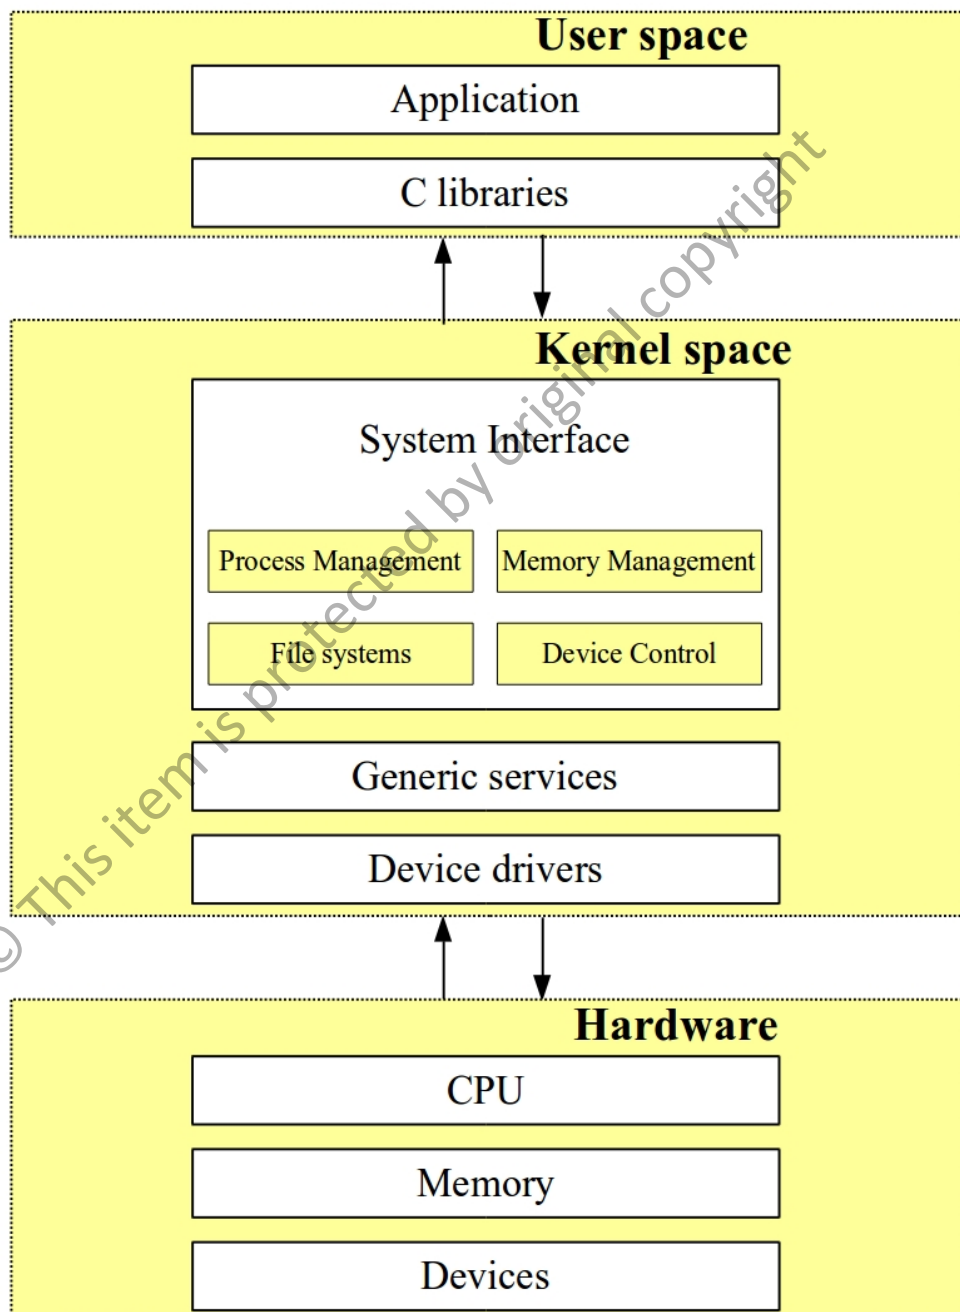 User space
Application
C libraries
Kernel space
System Interface
Process Management
Memory Management
File systems
Device Control
Generic services
Device drivers
Hardware
CPU
Memory
Devices
© This item is protected by original copyright